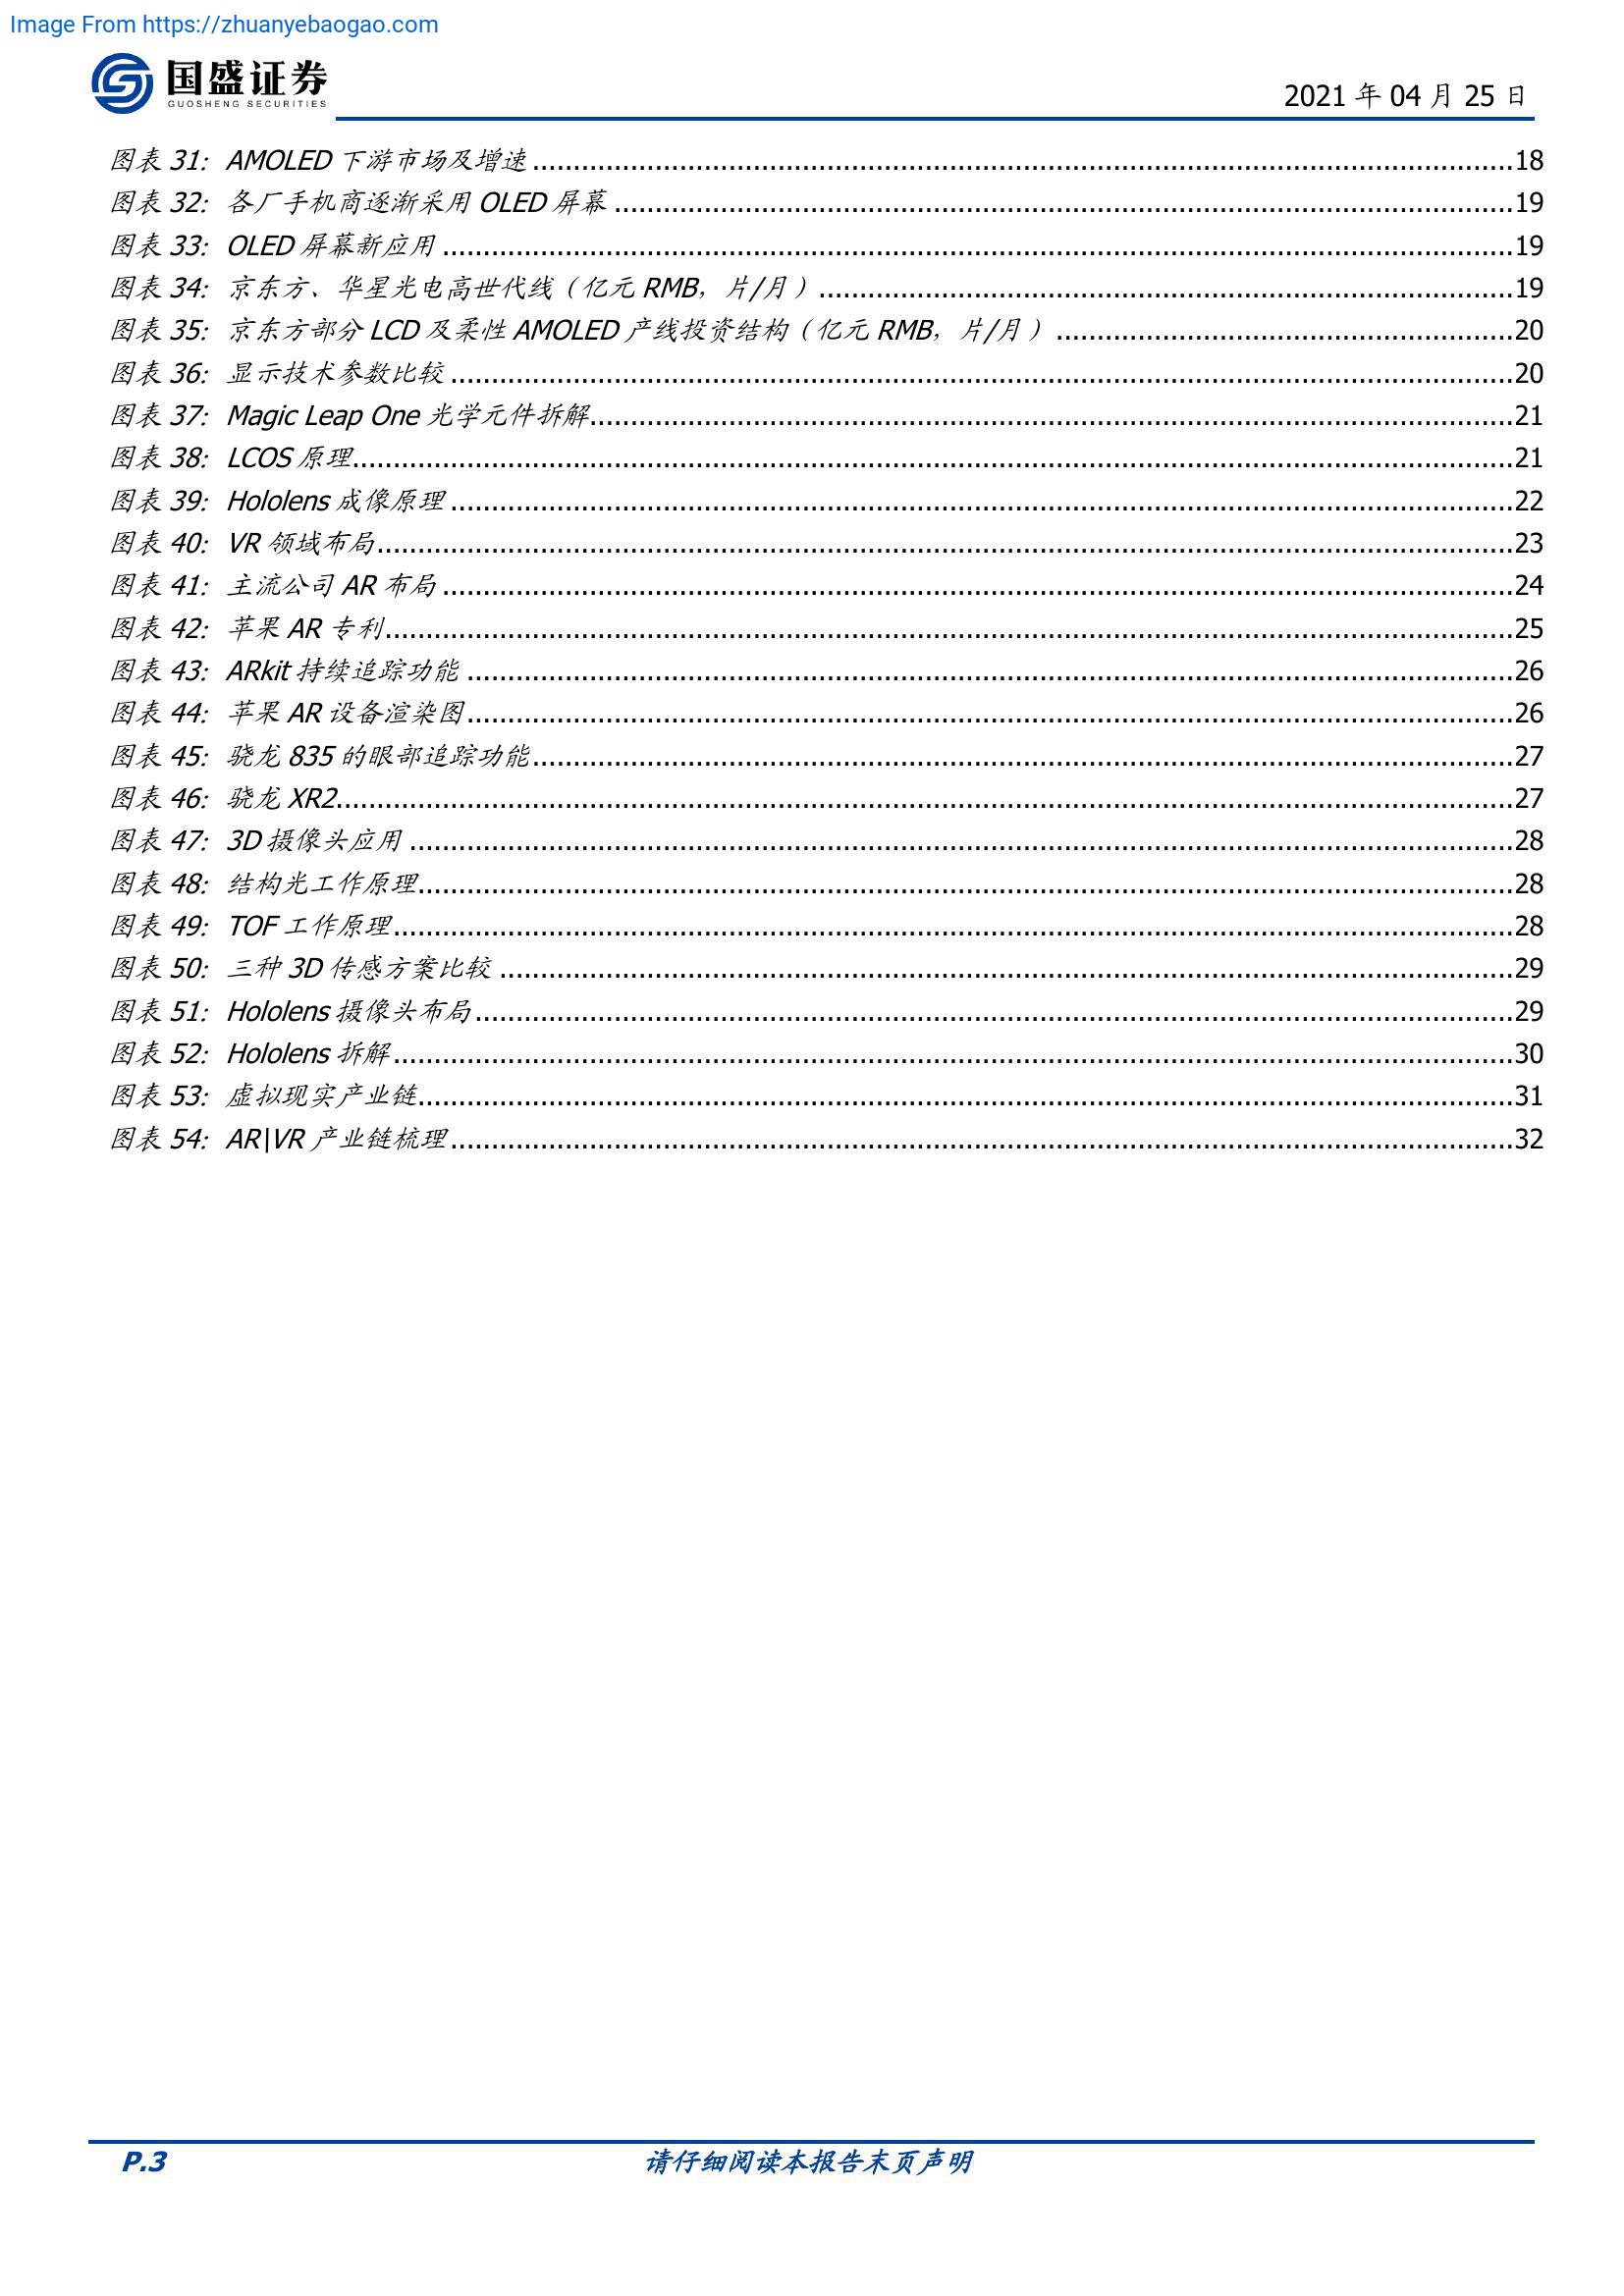 Image From https://zhuanyebaogao.com
国盛证券
GUOSHENG SECURITIES
2021 年 04 月 25 日
图表 31: AMOLED 下游市场及增速 ........ 18
图表 32: 各厂手机商逐渐采用 OLED 屏幕 ........ 19
图表 33: OLED 屏幕新应用 ........ 19
图表 34: 京东方、华星光电高世代线（亿元 RMB，片/月） ........ 19
图表 35: 京东方部分 LCD 及柔性 AMOLED 产线投资结构（亿元 RMB，片/月） ........ 20
图表 36: 显示技术参数比较 ........ 20
图表 37: Magic Leap One 光学元件拆解 ........ 21
图表 38: LCOS 原理 ........ 21
图表 39: Hololens 成像原理 ........ 22
图表 40: VR 领域布局 ........ 23
图表 41: 主流公司 AR 布局 ........ 24
图表 42: 苹果 AR 专利 ........ 25
图表 43: ARkit 持续追踪功能 ........ 26
图表 44: 苹果 AR 设备渲染图 ........ 26
图表 45: 骁龙 835 的眼部追踪功能 ........ 27
图表 46: 骁龙 XR2 ........ 27
图表 47: 3D 摄像头应用 ........ 28
图表 48: 结构光工作原理 ........ 28
图表 49: TOF 工作原理 ........ 28
图表 50: 三种 3D 传感方案比较 ........ 29
图表 51: Hololens 摄像头布局 ........ 29
图表 52: Hololens 拆解 ........ 30
图表 53: 虚拟现实产业链 ........ 31
图表 54: AR|VR 产业链梳理 ........ 32
P.3
请仔细阅读本报告末页声明